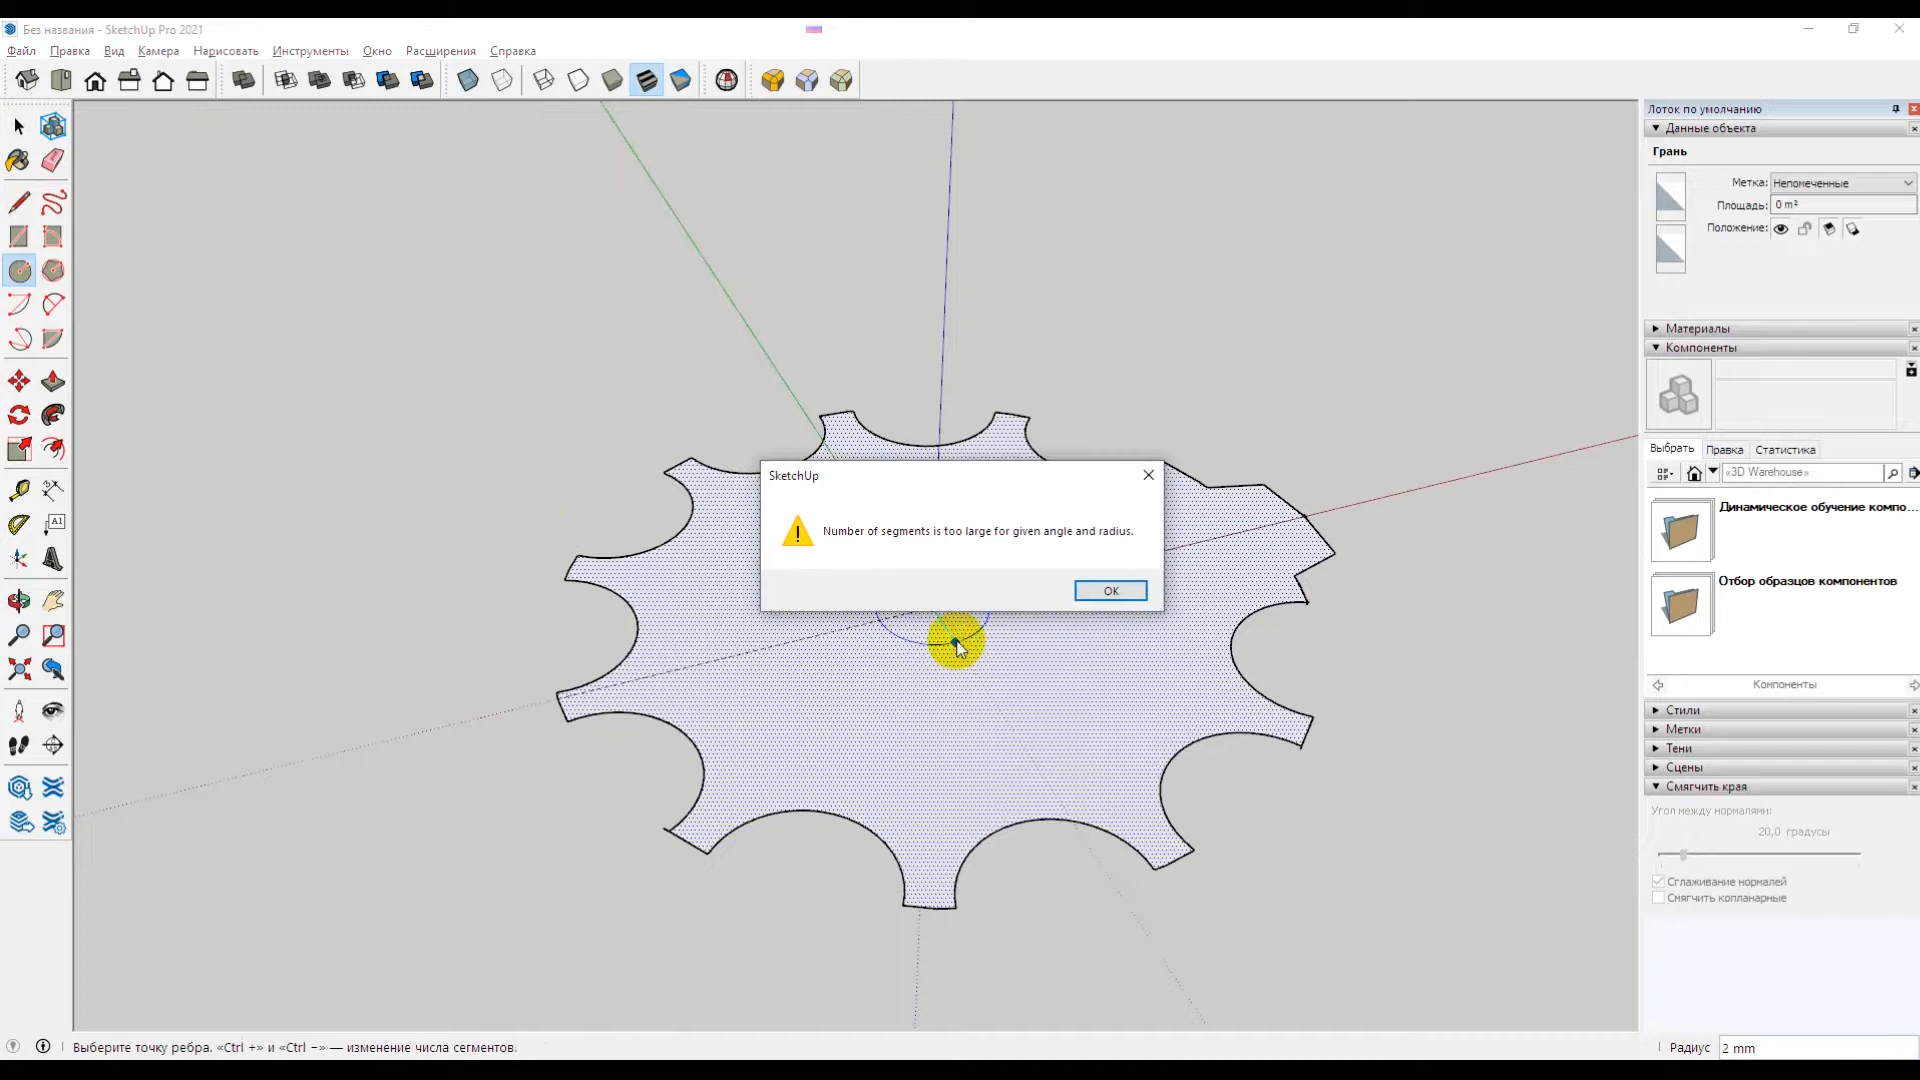 Без названия - SketchUp Pro 2021
Файл Правка Вид Камера Нарисовать Инструменты Окно Расширения Справка
Лоток по умолчанию
Данные объекта
Грань
Метка: Непомеченные
Площадь: 0 m²
Положение:
Материалы
Компоненты
Выбрать Правка Статистика
«3D Warehouse»
Динамическое обучение компо...
Отбор образцов компонентов
Компоненты
Стили
Метки
Тени
Сцены
Смягчить края
Угол между нормалями:
20,0 градусы
Сглаживание нормалей
Смягчить копланарные
SketchUp
Number of segments is too large for given angle and radius.
OK
A1
Выберите точку ребра. «Ctrl +» и «Ctrl –» — изменение числа сегментов.
Радиус 2 mm